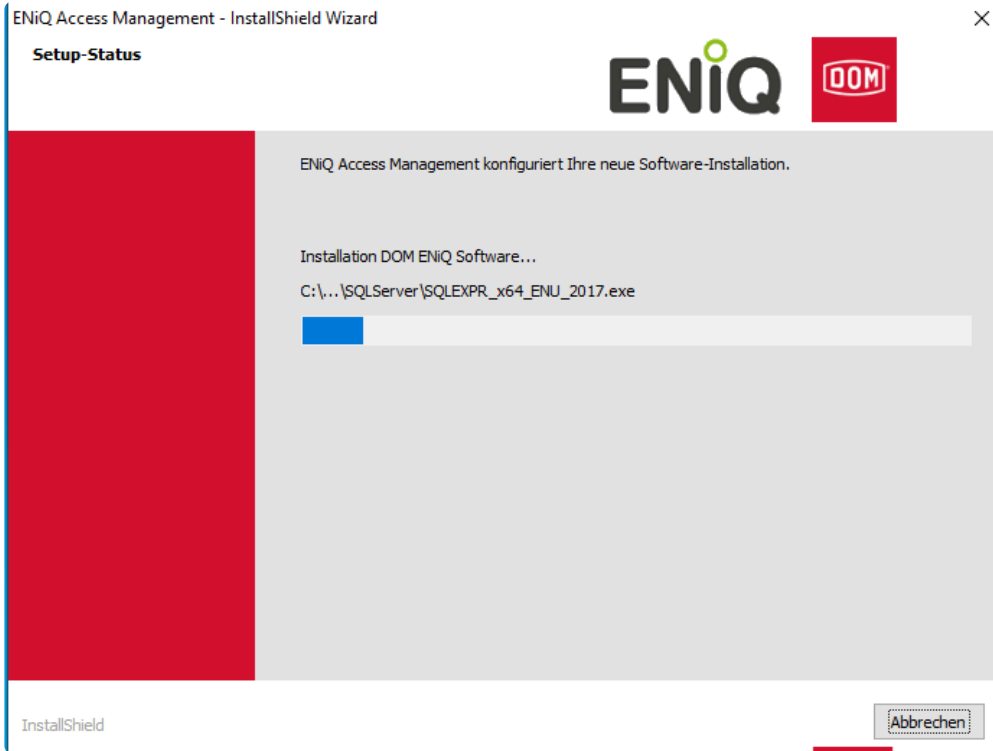 ENiQ Access Management - InstallShield Wizard
Setup-Status
ENiQ
DOM
ENiQ Access Management konfiguriert Ihre neue Software-Installation.
Installation DOM ENiQ Software...
C:\...\SQLServer\SQLEXPR_x64_ENU_2017.exe
InstallShield
Abbrechen